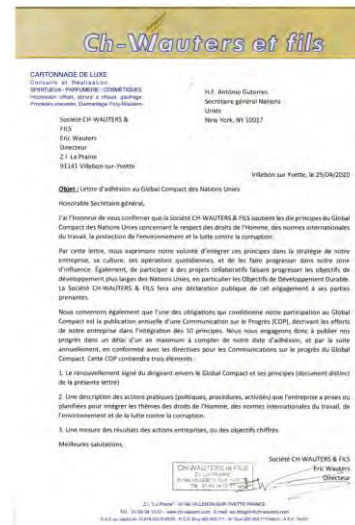 Ch-Wauters et fils
CARTONNAGE DE LUXE
Conseils et Réalisation
SPIRITUEUX - PARFUMERIE - COSMÉTIQUES
Impression offset, dorure à chaud, gaufrage
H.E. António Guterres
Secrétaire général Nations
Unies
New York, NY 10017
Société CH-WAUTERS &
FILS
Eric Wauters
Directeur
Z.I. La Prairie
91141 Villebon-sur-Yvette
Villebon sur Yvette, le 25/04/2020
Objet : Lettre d'adhésion au Global Compact des Nations Unies
Honorable Secrétaire général,
J'ai l'honneur de vous confirmer que la Société CH-WAUTERS & FILS soutient les dix principes du Global
Compact des Nations Unies concernant le respect des droits de l'Homme, des normes internationales
du travail, la protection de l'environnement et la lutte contre la corruption.
Par cette lettre, nous exprimons notre volonté d'intégrer ces principes dans la stratégie de notre
entreprise, sa culture, ses opérations quotidiennes, et de les faire progresser dans notre zone
d'influence. Également, de participer à des projets collaboratifs faisant progresser les objectifs de
développement plus larges des Nations Unies, en particulier les Objectifs de Développement Durable.
La Société CH-WAUTERS & FILS fera une déclaration publique de cet engagement à ses parties
prenantes.
Nous convenons également que l'une des obligations qui conditionne notre participation au Global
Compact est la publication annuelle d'une Communication sur le Progrès (COP), décrivant les efforts
de notre entreprise dans l'intégration des 10 principes. Nous nous engageons donc à publier nos
progrès dans un délai d'un an maximum à compter de notre date d'adhésion, et par la suite
annuellement, en conformité avec les directives pour les Communications sur le progrès du Global
Compact. Cette COP contiendra trois éléments :
1. Le renouvellement signé du dirigeant envers le Global Compact et ses principes (document distinct
de la présente lettre)
2. Une description des actions pratiques (politiques, procédures, activités) que l'entreprise a prises ou
planifiées pour intégrer les thèmes des droits de l'Homme, des normes internationales du travail, de
l'environnement et de la lutte contre la corruption.
3. Une mesure des résultats des actions entreprises, ou des objectifs chiffrés.
Meilleures salutations,
Société CH-WAUTERS & FILS
Eric Wauters
Directeur
CH-WAUTERS et FILS
Z.I. "La Prairie" - 91140 VILLEBON-SUR-YVETTE FRANCE